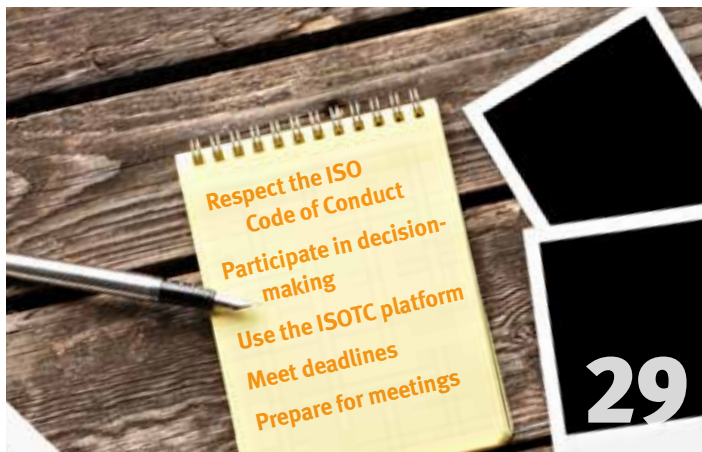 Respect the ISO
Code of Conduct
Participate in decision-
making
Use the ISOTC platform
Meet deadlines
Prepare for meetings
29